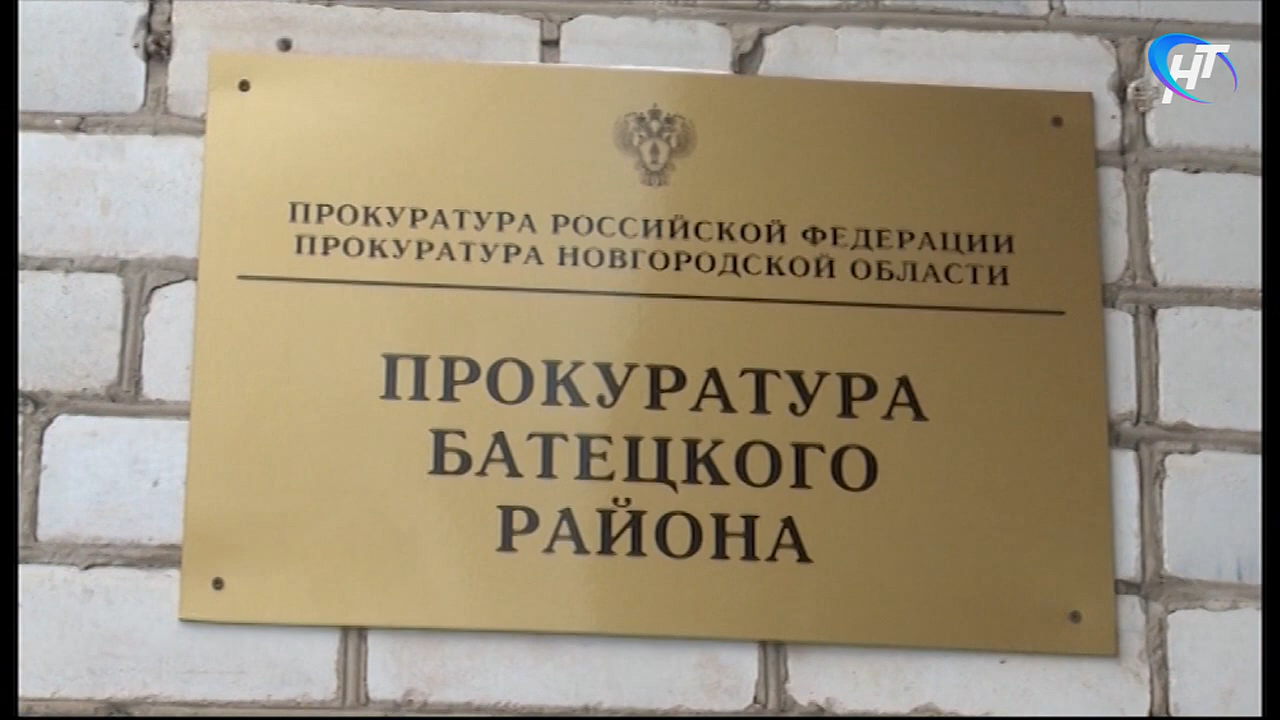 НТ
ПРОКУРАТУРА РОССИЙСКОЙ ФЕДЕРАЦИИ
ПРОКУРАТУРА НОВГОРОДСКОЙ ОБЛАСТИ
ПРОКУРАТУРА
БАТЕЦКОГО
РАЙОНА